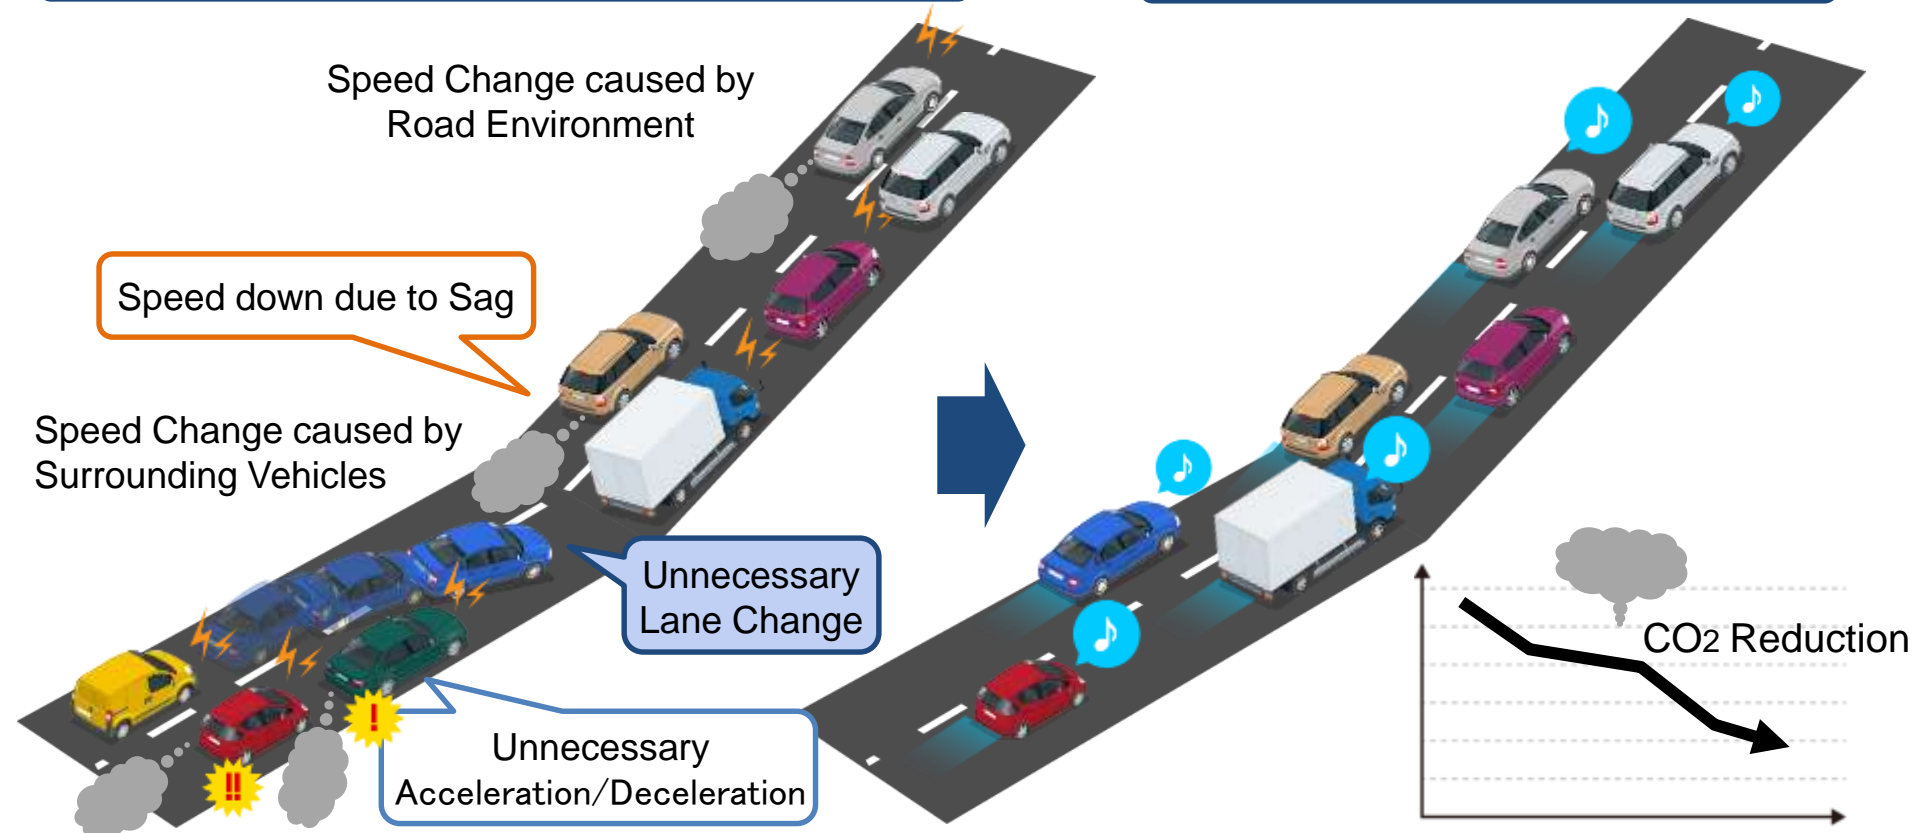 Speed Change caused by
Road Environment
Speed down due to Sag
Speed Change caused by
Surrounding Vehicles
Unnecessary
Lane Change
!
!!
Unnecessary
Acceleration/Deceleration
CO2 Reduction